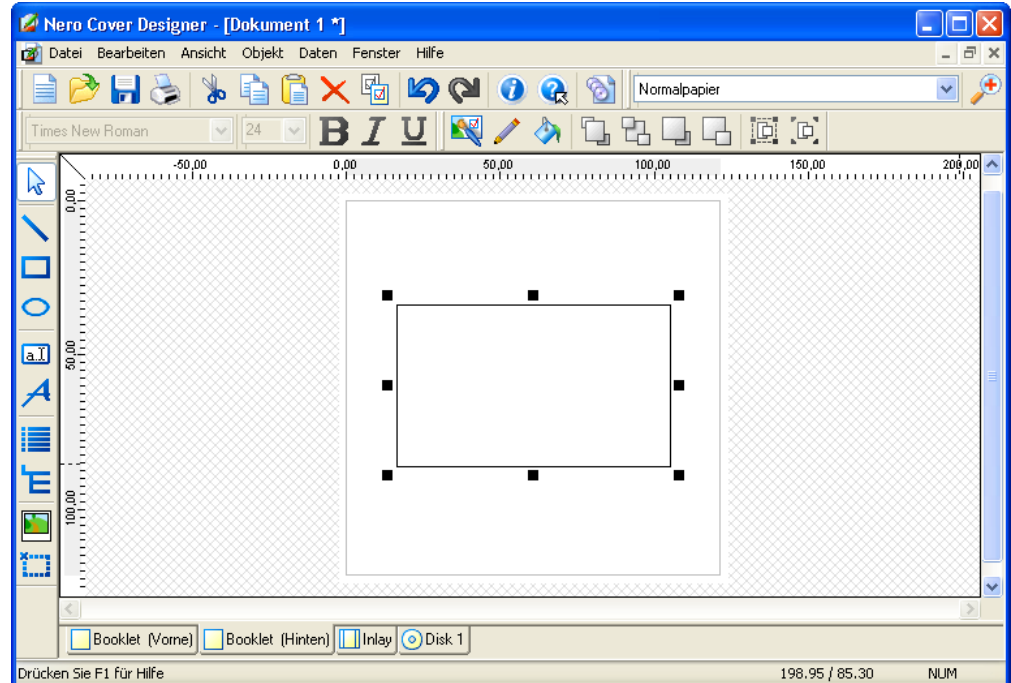 Nero Cover Designer - [Dokument 1 *]
Datei Bearbeiten Ansicht Objekt Daten Fenster Hilfe
Normalpapier
Times New Roman 24 B I U
-50,00 0,00 50,00 100,00 150,00 200,00
0,00
50,00
100,00
a.I
A
E
Booklet (Vorne) Booklet (Hinten) Inlay Disk 1
Drücken Sie F1 für Hilfe 198.95 / 85.30 NUM